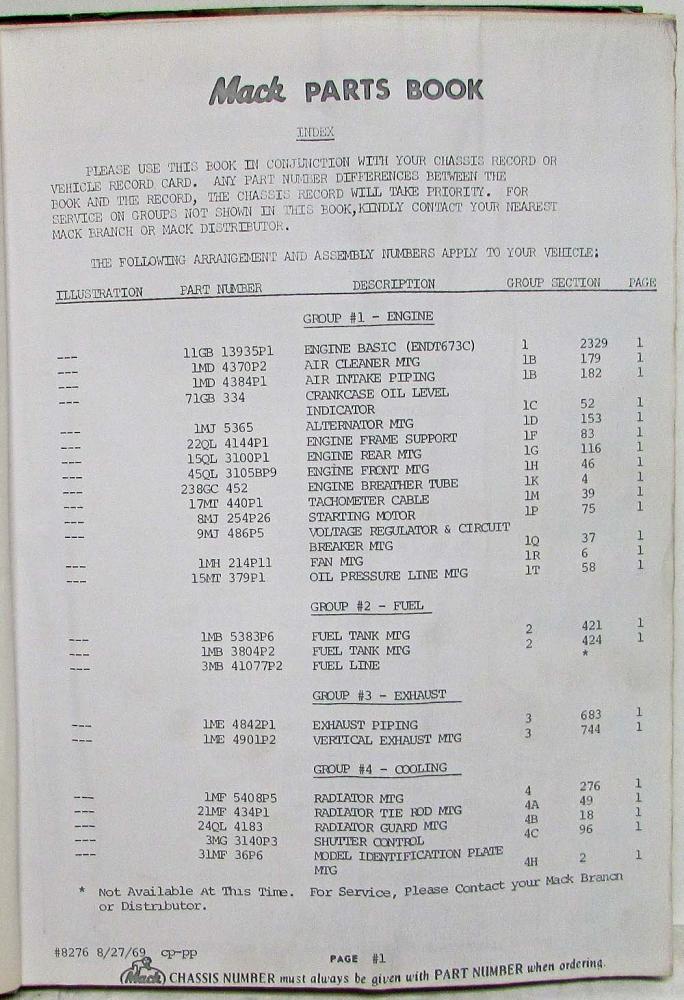 Mack PARTS BOOK
INDEX
PLEASE USE THIS BOOK IN CONJUNCTION WITH YOUR CHASSIS RECORD OR
VEHICLE RECORD CARD. ANY PART NUMBER DIFFERENCES BETWEEN THE
BOOK AND THE RECORD, THE CHASSIS RECORD WILL TAKE PRIORITY. FOR
SERVICE ON GROUPS NOT SHOWN IN THIS BOOK,KINDLY CONTACT YOUR NEAREST
MACK BRANCH OR MACK DISTRIBUTOR.
THE FOLLOWING ARRANGEMENT AND ASSEMBLY NUMBERS APPLY TO YOUR VEHICLE:
ILLUSTRATION PART NUMBER DESCRIPTION GROUP SECTION PAGE
GROUP #1 - ENGINE
--- 11GB 13935P1 ENGINE BASIC (ENDT673C) 1 2329 1
--- 1MD 4370P2 AIR CLEANER MTG 1B 179 1
--- 1MD 4384P1 AIR INTAKE PIPING 1B 182 1
--- 71GB 334 CRANKCASE OIL LEVEL
INDICATOR 1C 52 1
--- 1MJ 5365 ALTERNATOR MTG 1D 153 1
--- 22QL 4144P1 ENGINE FRAME SUPPORT 1F 83 1
--- 15QL 3100P1 ENGINE REAR MTG 1G 116 1
--- 45QL 3105BP9 ENGINE FRONT MTG 1H 46 1
--- 238GC 452 ENGINE BREATHER TUBE 1K 4 1
--- 17MT 440P1 TACHOMETER CABLE 1M 39 1
--- 8MJ 254P26 STARTING MOTOR 1P 75 1
--- 9MJ 486P5 VOLTAGE REGULATOR & CIRCUIT
BREAKER MTG 1Q 37 1
--- 1MH 214P11 FAN MTG 1R 6 1
--- 15MT 379P1 OIL PRESSURE LINE MTG 1T 58 1
GROUP #2 - FUEL
--- 1MB 5383P6 FUEL TANK MTG 2 421 1
--- 1MB 3804P2 FUEL TANK MTG 2 424 1
--- 3MB 41077P2 FUEL LINE *
GROUP #3 - EXHAUST
--- 1ME 4842P1 EXHAUST PIPING 3 683 1
--- 1ME 4901P2 VERTICAL EXHAUST MTG 3 744 1
GROUP #4 - COOLING
--- 1MF 5408P5 RADIATOR MTG 4 276 1
--- 21MF 434P1 RADIATOR TIE ROD MTG 4A 49 1
--- 24QL 4183 RADIATOR GUARD MTG 4B 18 1
--- 3MG 3140P3 SHUTTER CONTROL 4C 96 1
--- 31MF 36P6 MODEL IDENTIFICATION PLATE
MTG 4H 2 1
* Not Available At This Time. For Service, Please Contact your Mack Branch
or Distributor.
#8276 8/27/69 cp-pp
PAGE #1
Mack CHASSIS NUMBER must always be given with PART NUMBER when ordering.